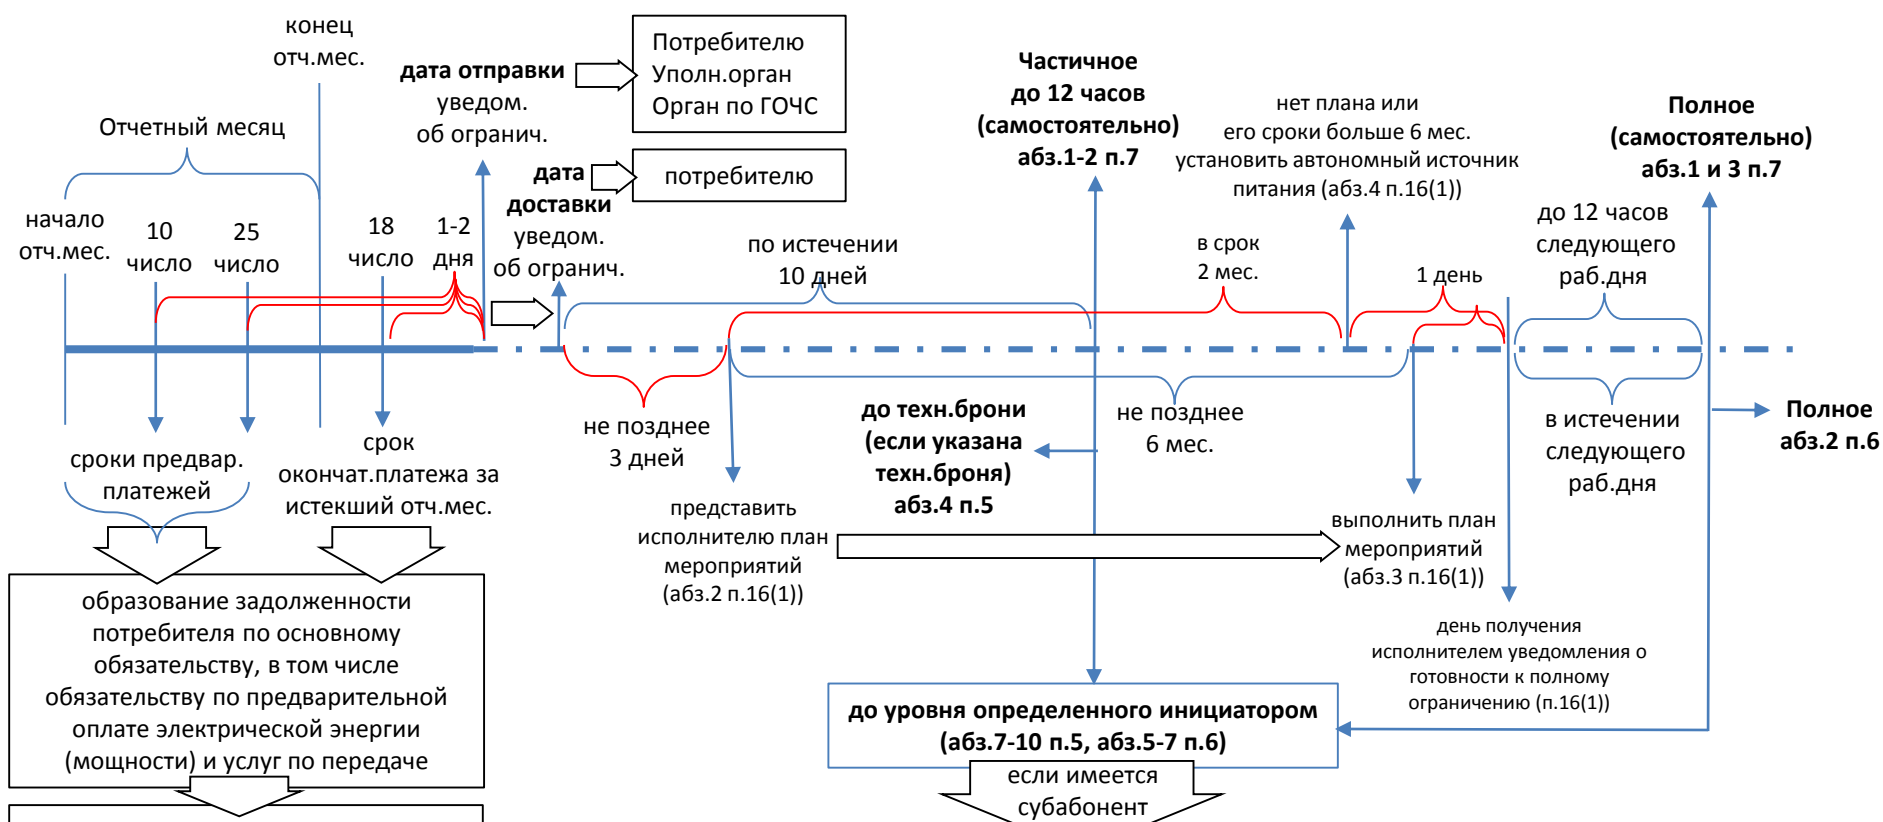 конец
отч.мес.
дата отправки
уведом.
об огранич.
Потребителю
Уполн.орган
Орган по ГОЧС
Отчетный месяц
дата
доставки
уведом.
об огранич.
потребителю
Частичное
до 12 часов
(самостоятельно)
абз.1-2 п.7
нет плана или
его сроки больше 6 мес.
установить автономный источник
питания (абз.4 п.16(1))
Полное
(самостоятельно)
абз.1 и 3 п.7
начало
отч.мес.
10
число
25
число
18
число
1-2
дня
по истечении
10 дней
в срок
2 мес.
1 день
до 12 часов
следующего
раб.дня
сроки предвар.
платежей
срок
окончат.платежа за
истекший отч.мес.
не позднее
3 дней
до техн.брони
(если указана
техн.броня)
абз.4 п.5
не позднее
6 мес.
в истечении
следующего
раб.дня
Полное
абз.2 п.6
представить
исполнителю план
мероприятий
(абз.2 п.16(1))
выполнить план
мероприятий
(абз.3 п.16(1))
день получения
исполнителем уведомления о
готовности к полному
ограничению (п.16(1))
образование задолженности
потребителя по основному
обязательству, в том числе
обязательству по предварительной
оплате электрической энергии
(мощности) и услуг по передаче
до уровня определенного инициатором
(абз.7-10 п.5, абз.5-7 п.6)
если имеется
субабонент